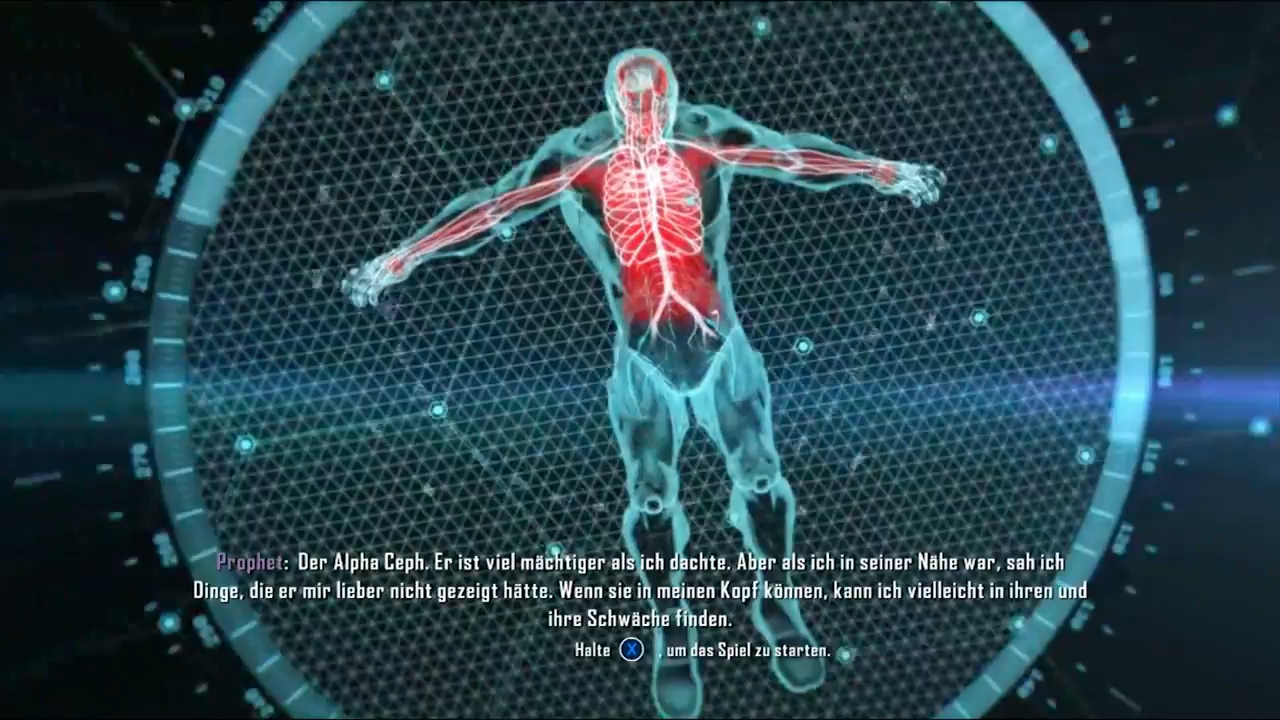 Prophet: Der Alpha Ceph. Er ist viel mächtiger als ich dachte. Aber als ich in seiner Nähe war, sah ich
Dinge, die er mir lieber nicht gezeigt hätte. Wenn sie in meinen Kopf können, kann ich vielleicht in ihren und
ihre Schwäche finden.
Halte X , um das Spiel zu starten.